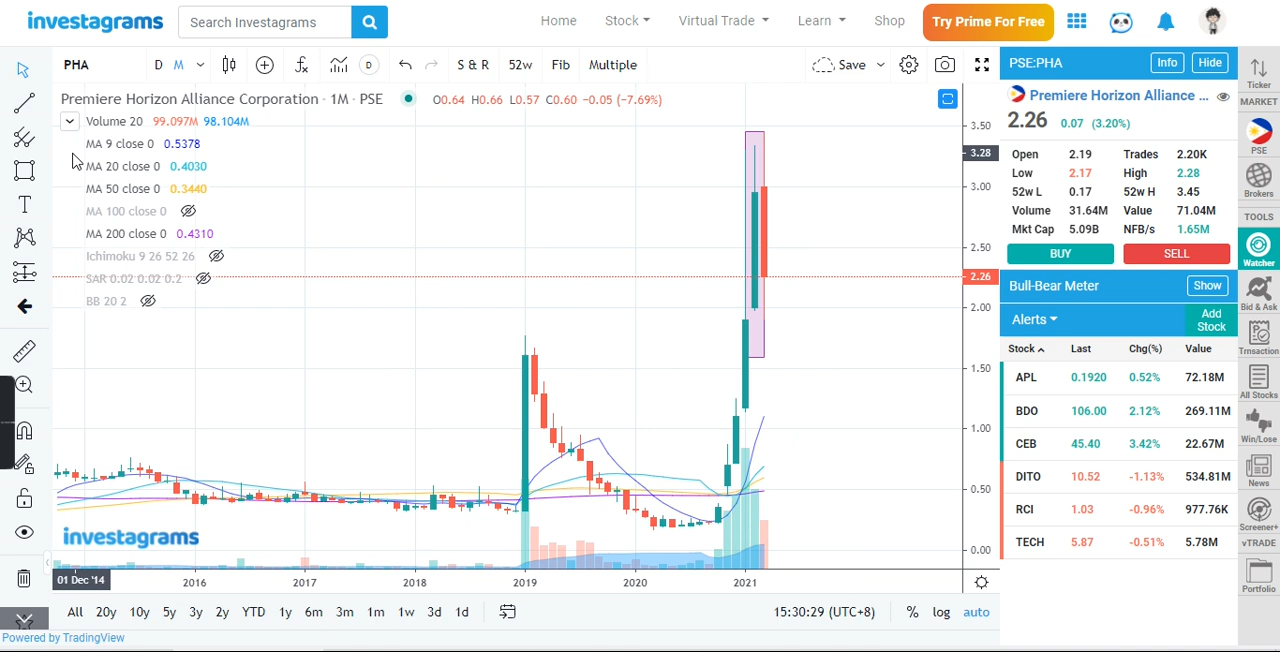 investagrams
Search Investagrams
Home
Stock
Virtual Trade
Learn
Shop
Try Prime For Free
PHA
D
M
D
S & R
52w
Fib
Multiple
Save
Premiere Horizon Alliance Corporation · 1M · PSE
O0.64 H0.66 L0.57 C0.60 -0.05 (-7.69%)
Volume 20 99.097M 98.104M
MA 9 close 0 0.5378
MA 20 close 0 0.4030
MA 50 close 0 0.3440
MA 100 close 0
MA 200 close 0 0.4310
Ichimoku 9 26 52 26
SAR 0.02 0.02 0.2
BB 20 2
3.50
3.28
3.00
2.50
2.26
2.00
1.50
1.00
0.50
0.00
investagrams
01 Dec '14
2016
2017
2018
2019
2020
2021
All 20y 10y 5y 3y 2y YTD 1y 6m 3m 1m 1w 3d 1d
15:30:29 (UTC+8)
%
log
auto
Powered by TradingView
PSE:PHA
Info
Hide
Premiere Horizon Alliance ...
2.26 0.07 (3.20%)
Open 2.19 Trades 2.20K
Low 2.17 High 2.28
52w L 0.17 52w H 3.45
Volume 31.64M Value 71.04M
Mkt Cap 5.09B NFB/s 1.65M
BUY
SELL
Bull-Bear Meter
Show
Alerts
Add
Stock
Stock Last Chg(%) Value
APL 0.1920 0.52% 72.18M
BDO 106.00 2.12% 269.11M
CEB 45.40 3.42% 22.67M
DITO 10.52 -1.13% 534.81M
RCI 1.03 -0.96% 977.76K
TECH 5.87 -0.51% 5.78M
Ticker
MARKET
PSE
Brokers
TOOLS
Watcher
Bid & Ask
Trnsaction
All Stocks
Win/Lose
News
Screener+
vTRADE
Portfolio